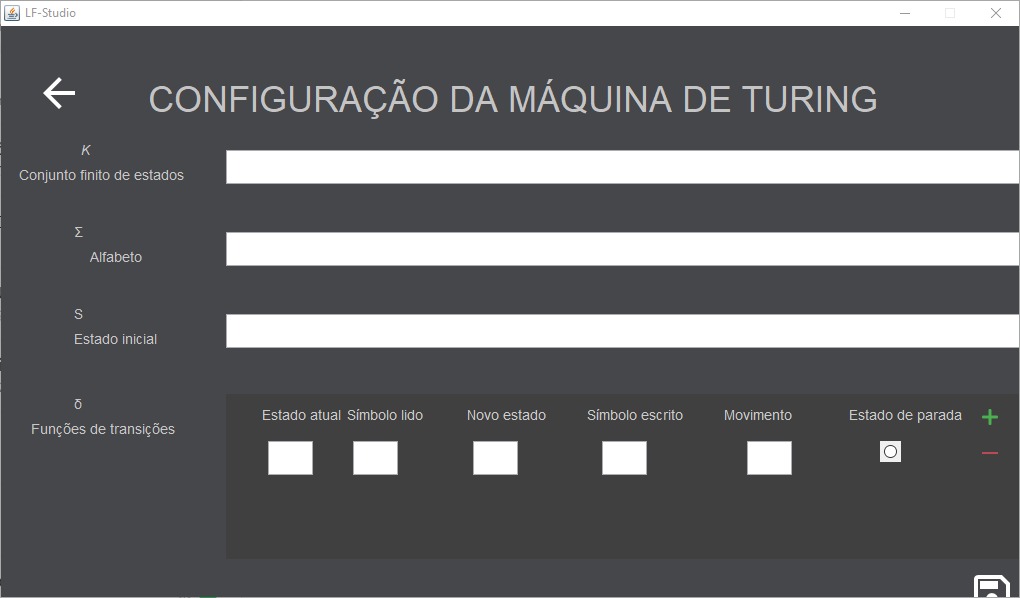 LF-Studio
CONFIGURAÇÃO DA MÁQUINA DE TURING
K
Conjunto finito de estados
Σ
Alfabeto
S
Estado inicial
δ
Funções de transições
Estado atual Símbolo lido Novo estado Símbolo escrito Movimento Estado de parada